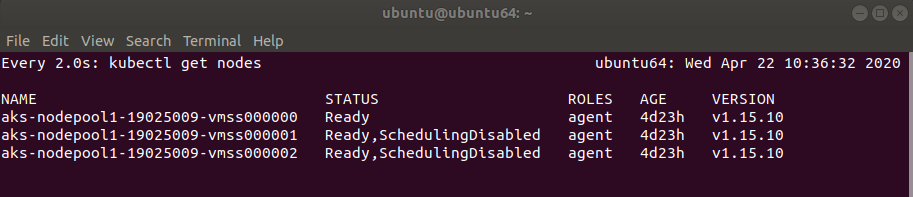 ubuntu@ubuntu64: ~
File Edit View Search Terminal Help
Every 2.0s: kubectl get nodes ubuntu64: Wed Apr 22 10:36:32 2020
NAME STATUS ROLES AGE VERSION
aks-nodepool1-19025009-vmss000000 Ready agent 4d23h v1.15.10
aks-nodepool1-19025009-vmss000001 Ready,SchedulingDisabled agent 4d23h v1.15.10
aks-nodepool1-19025009-vmss000002 Ready,SchedulingDisabled agent 4d23h v1.15.10